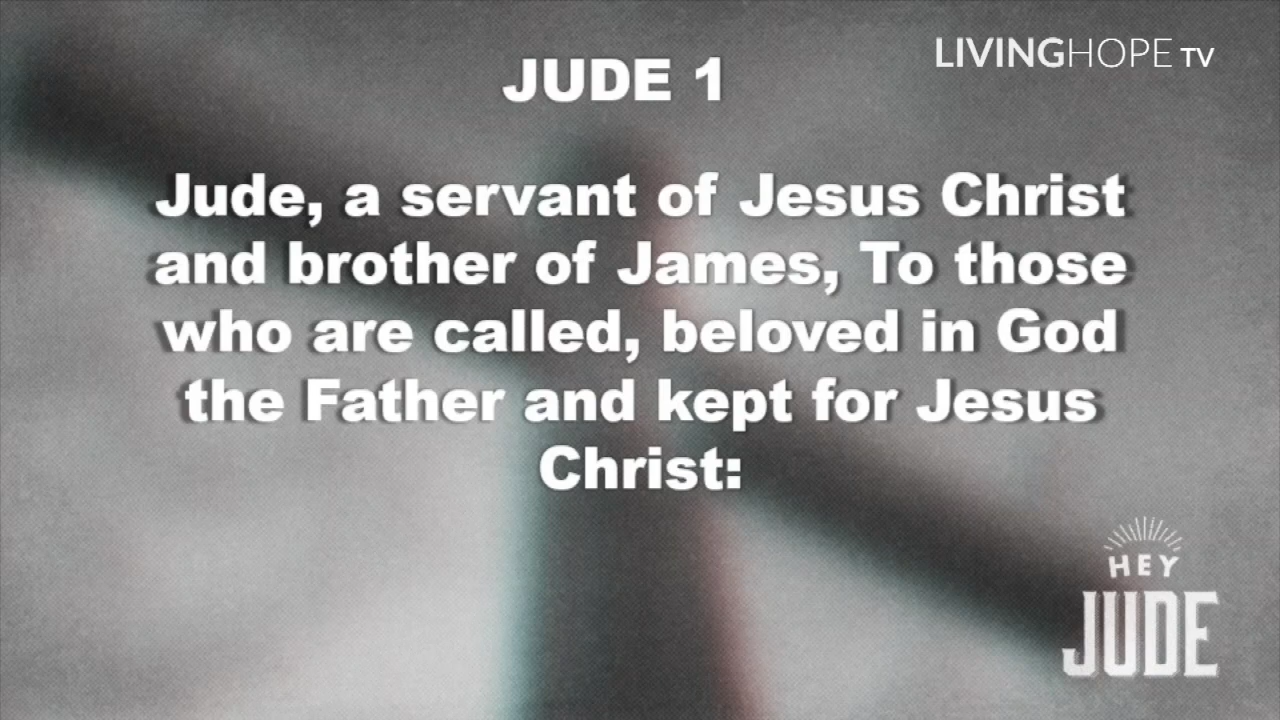 LIVINGHOPE TV
JUDE 1
Jude, a servant of Jesus Christ
and brother of James, To those
who are called, beloved in God
the Father and kept for Jesus
Christ:
HEY
JUDE